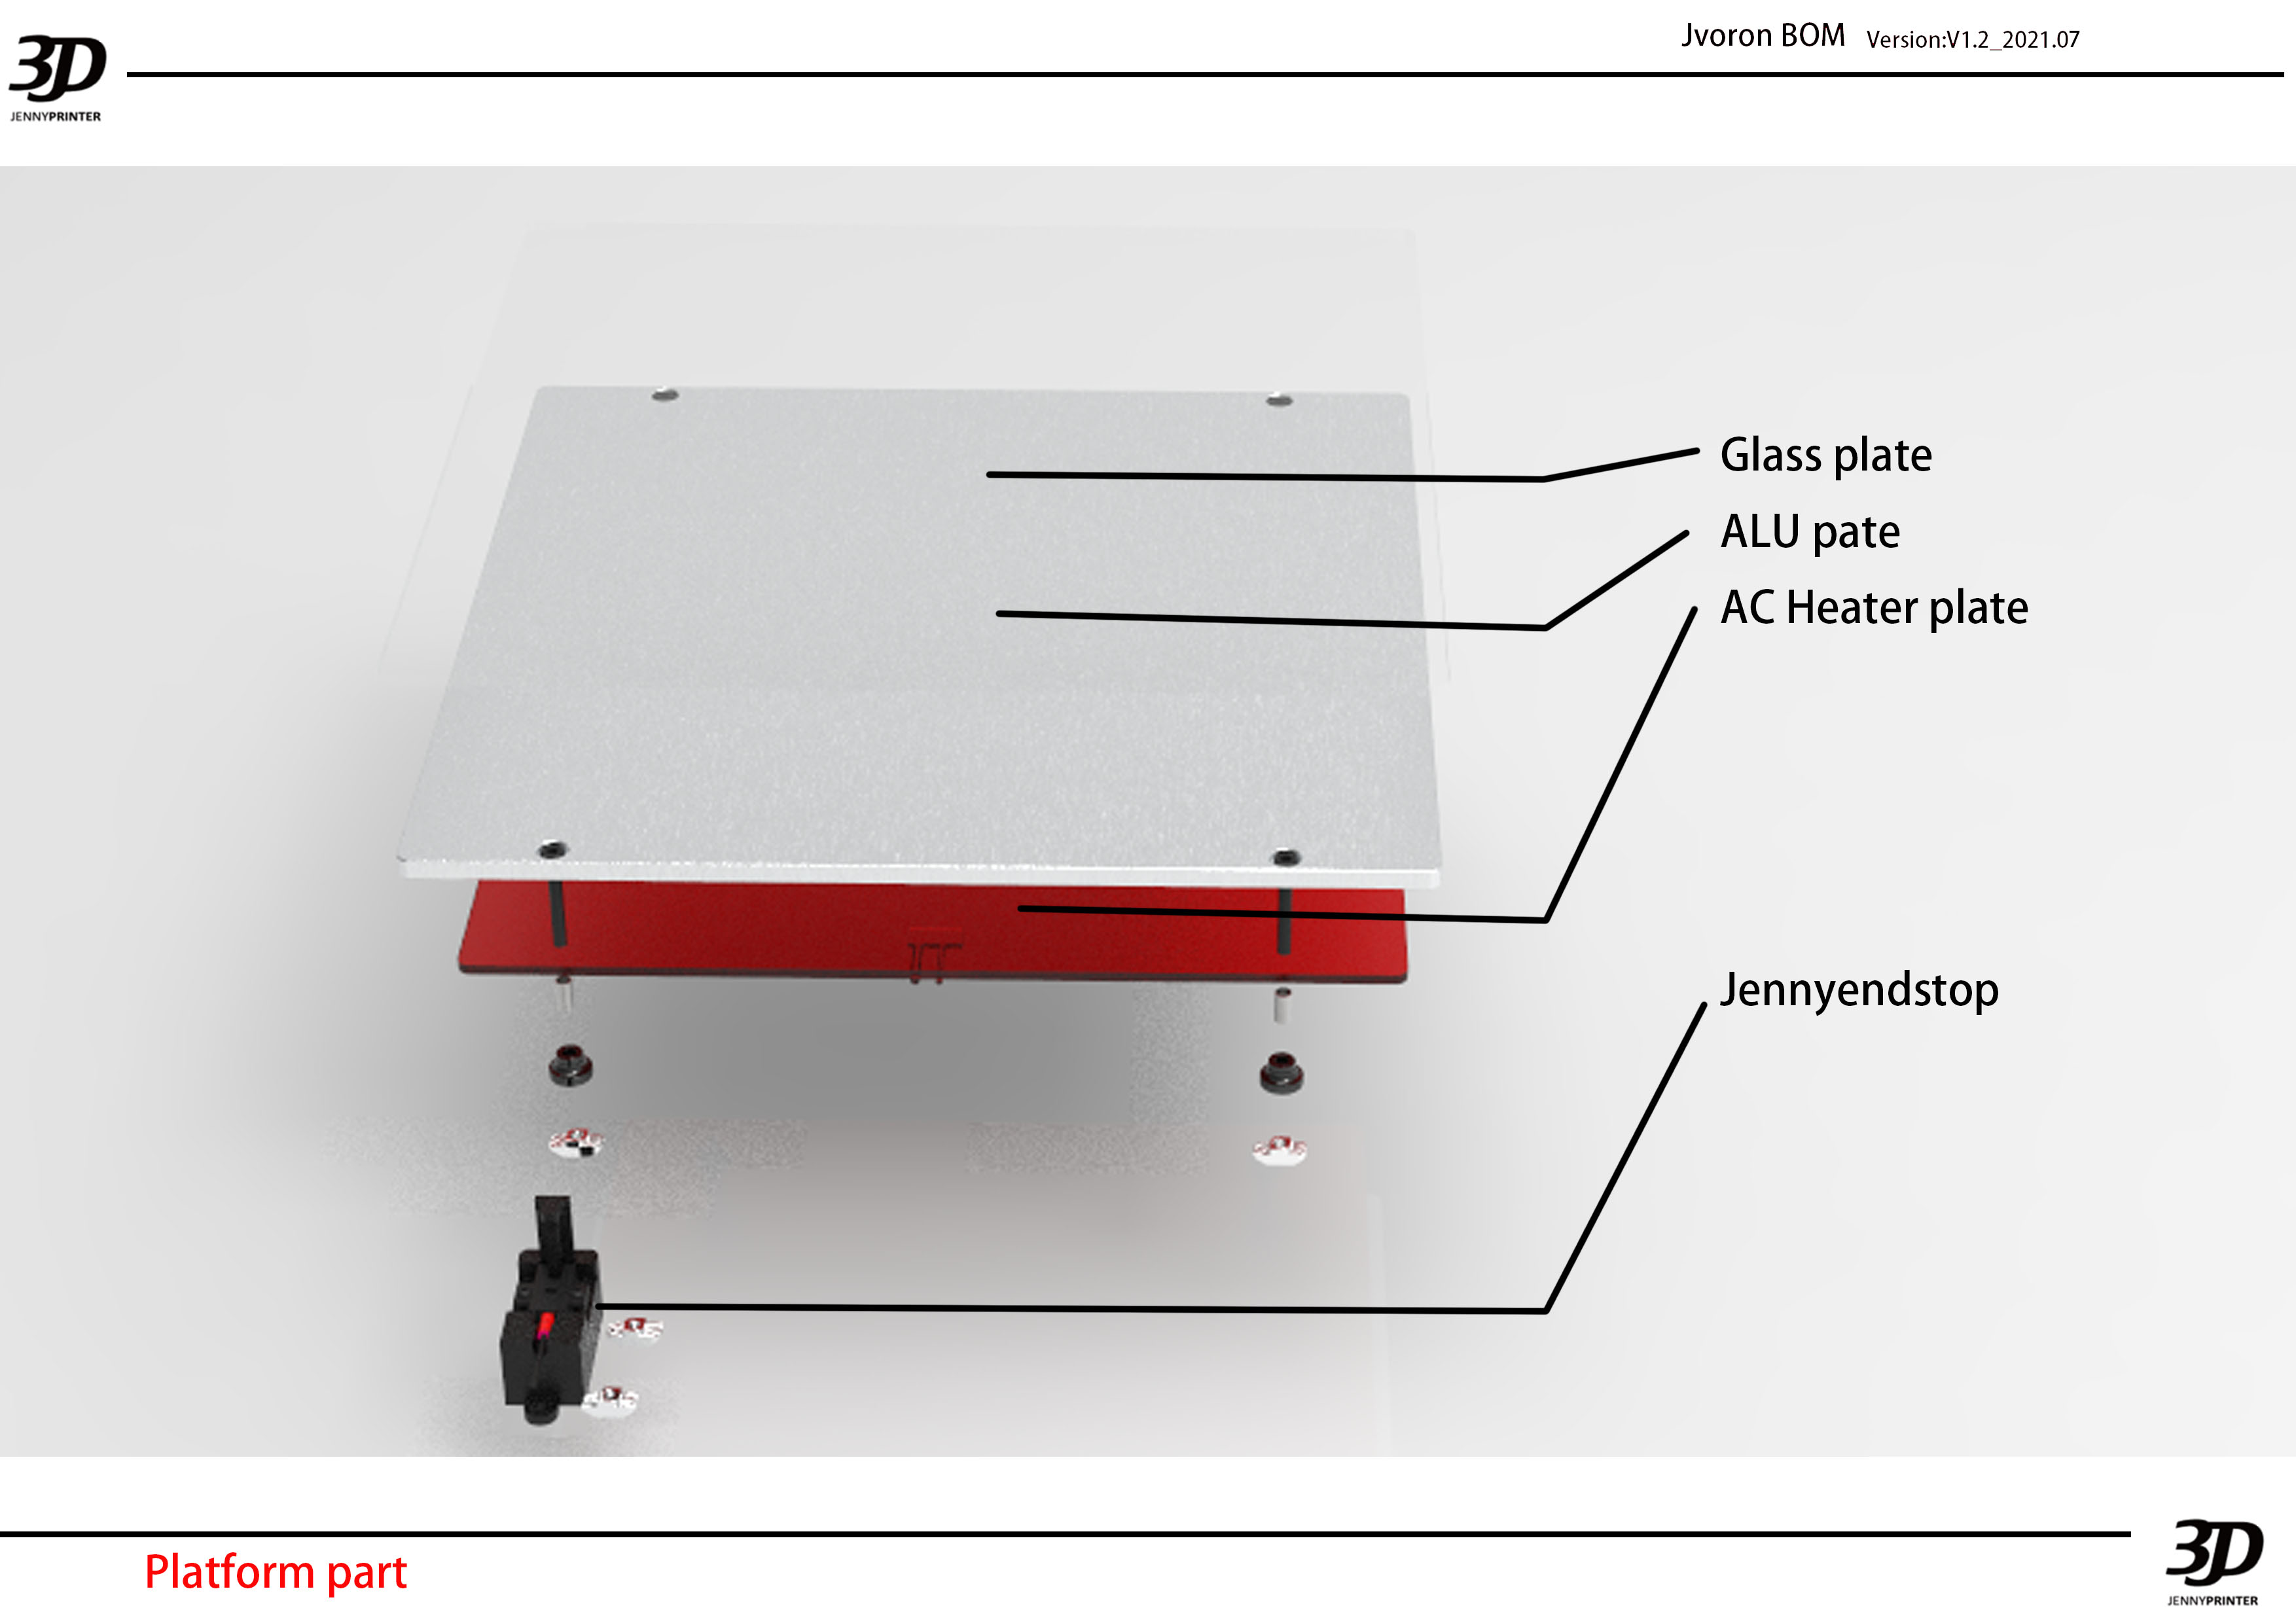 Jvoron BOM Version:V1.2_2021.07
3D
JENNYPRINTER
Glass plate
ALU pate
AC Heater plate
Jennyendstop
Platform part
3D
JENNYPRINTER